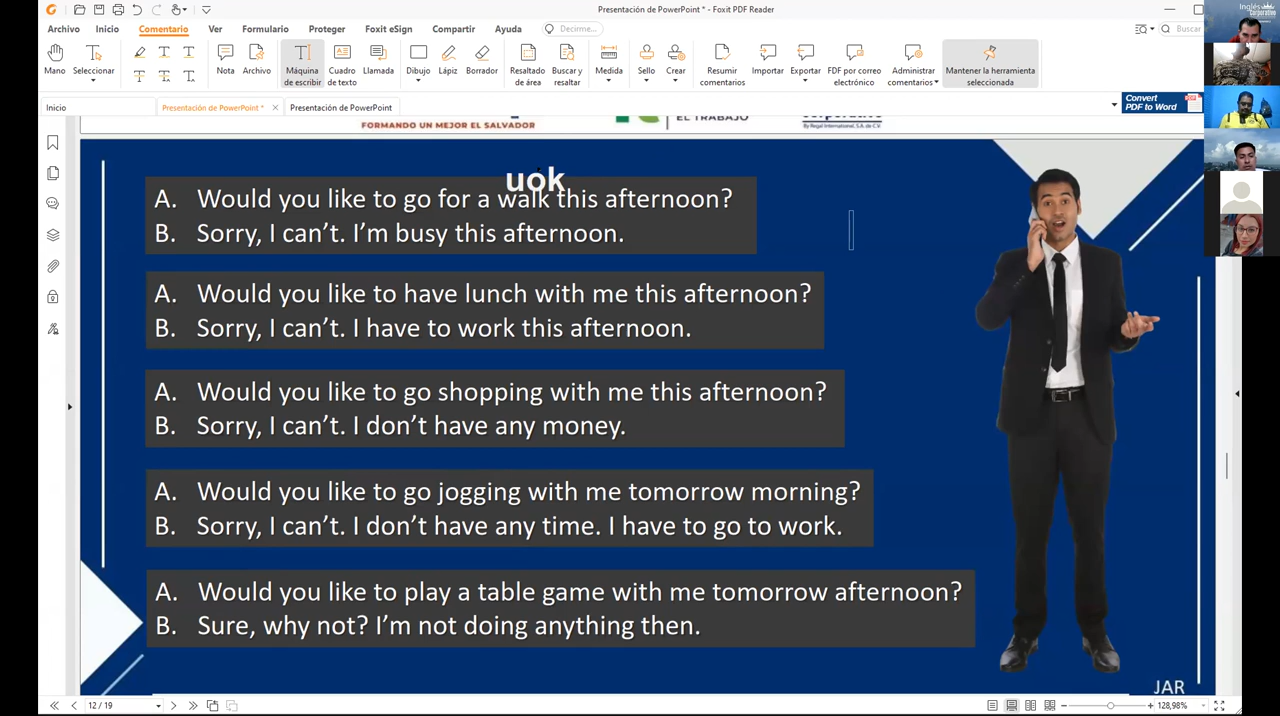 Presentación de PowerPoint * - Foxit PDF Reader
Inglés
Corporativo
Archivo Inicio Comentario Ver Formulario Proteger Foxit eSign Compartir Ayuda Decirme... Buscar
Mano Seleccionar Nota Archivo Máquina de escribir Cuadro de texto Llamada Dibujo Lápiz Borrador Resaltado de área Buscar y resaltar Medida Sello Crear Resumir comentarios Importar Exportar FDF por correo electrónico Administrar comentarios Mantener la herramienta seleccionada
Inicio Presentación de PowerPoint * Presentación de PowerPoint
Convert
PDF to Word
FORMANDO UN MEJOR EL SALVADOR
EL TRABAJO
By Regal International, S.A. de C.V.
uok
A. Would you like to go for a walk this afternoon?
B. Sorry, I can't. I'm busy this afternoon.
A. Would you like to have lunch with me this afternoon?
B. Sorry, I can't. I have to work this afternoon.
A. Would you like to go shopping with me this afternoon?
B. Sorry, I can't. I don't have any money.
A. Would you like to go jogging with me tomorrow morning?
B. Sorry, I can't. I don't have any time. I have to go to work.
A. Would you like to play a table game with me tomorrow afternoon?
B. Sure, why not? I'm not doing anything then.
JAR
12 / 19
128,98%